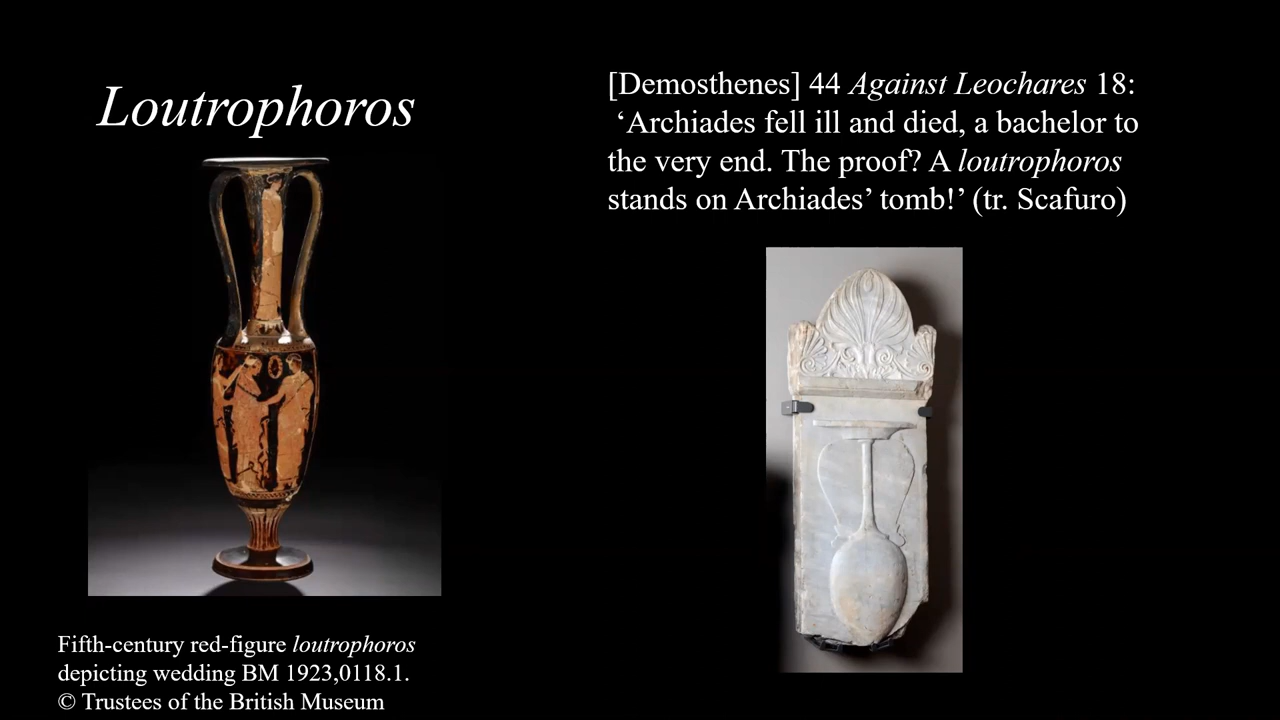 Loutrophoros
[Demosthenes] 44 Against Leochares 18:
‘Archiades fell ill and died, a bachelor to
the very end. The proof? A loutrophoros
stands on Archiades’ tomb!’ (tr. Scafuro)
Fifth-century red-figure loutrophoros
depicting wedding BM 1923,0118.1.
© Trustees of the British Museum